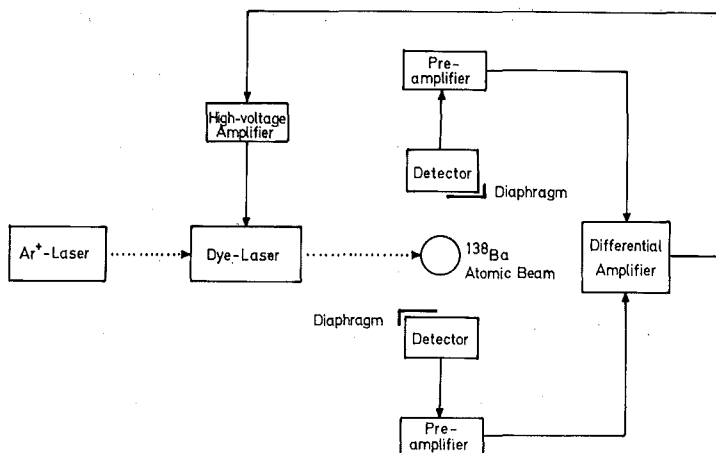 Pre-
amplifier
High-voltage
Amplifier
Detector
Diaphragm
Ar⁺-Laser
Dye-Laser
¹³⁸Ba
Atomic Beam
Differential
Amplifier
Diaphragm
Detector
Pre-
amplifier